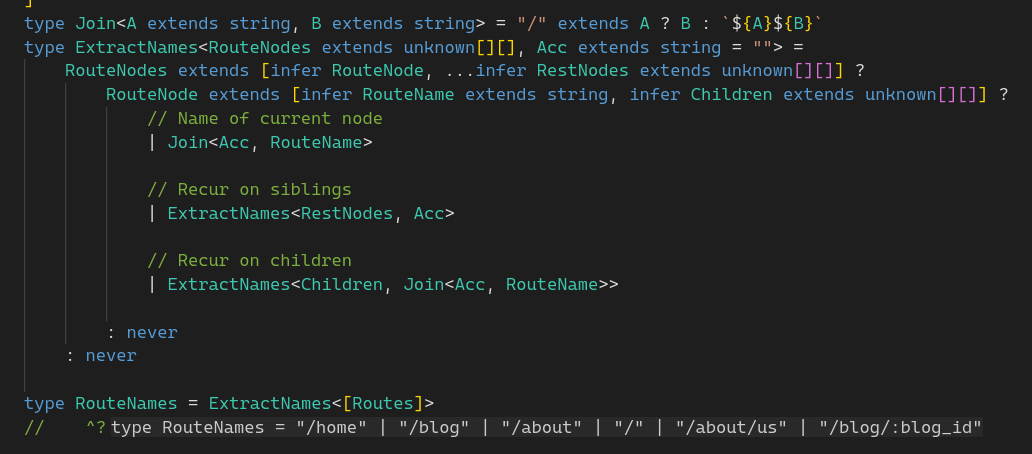 ]
type Join<A extends string, B extends string> = "/" extends A ? B : `${A}${B}`
type ExtractNames<RouteNodes extends unknown[][], Acc extends string = ""> =
    RouteNodes extends [infer RouteNode, ...infer RestNodes extends unknown[][]] ?
        RouteNode extends [infer RouteName extends string, infer Children extends unknown[][]] ?
            // Name of current node
            | Join<Acc, RouteName>
            // Recur on siblings
            | ExtractNames<RestNodes, Acc>
            // Recur on children
            | ExtractNames<Children, Join<Acc, RouteName>>
        : never
    : never
type RouteNames = ExtractNames<[Routes]>
//    ^? type RouteNames = "/home" | "/blog" | "/about" | "/" | "/about/us" | "/blog/:blog_id"